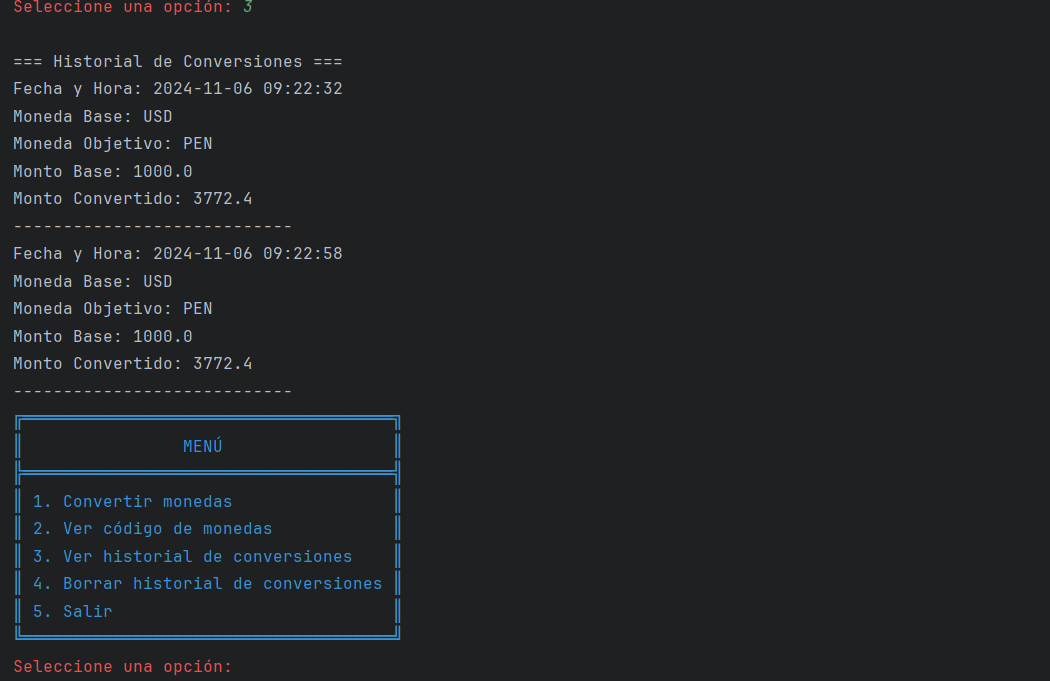 Seleccione una opción: 3
=== Historial de Conversiones ===
Fecha y Hora: 2024-11-06 09:22:32
Moneda Base: USD
Moneda Objetivo: PEN
Monto Base: 1000.0
Monto Convertido: 3772.4
----------------------------
Fecha y Hora: 2024-11-06 09:22:58
Moneda Base: USD
Moneda Objetivo: PEN
Monto Base: 1000.0
Monto Convertido: 3772.4
----------------------------
MENÚ
1. Convertir monedas
2. Ver código de monedas
3. Ver historial de conversiones
4. Borrar historial de conversiones
5. Salir
Seleccione una opción: